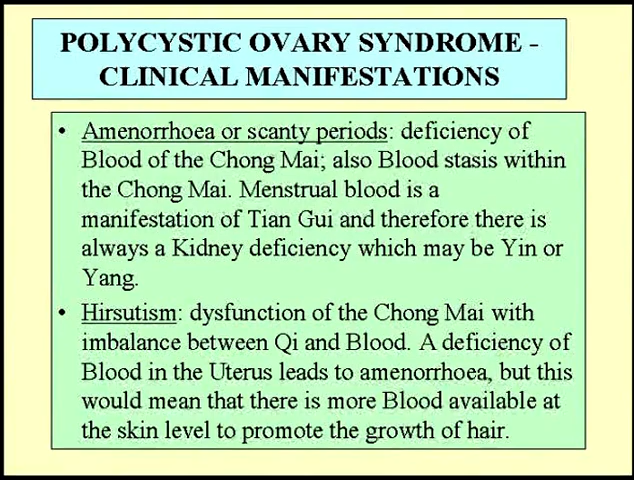 POLYCYSTIC OVARY SYNDROME -
CLINICAL MANIFESTATIONS
• Amenorrhoea or scanty periods: deficiency of
Blood of the Chong Mai; also Blood stasis within
the Chong Mai. Menstrual blood is a
manifestation of Tian Gui and therefore there is
always a Kidney deficiency which may be Yin or
Yang.
• Hirsutism: dysfunction of the Chong Mai with
imbalance between Qi and Blood. A deficiency of
Blood in the Uterus leads to amenorrhoea, but this
would mean that there is more Blood available at
the skin level to promote the growth of hair.